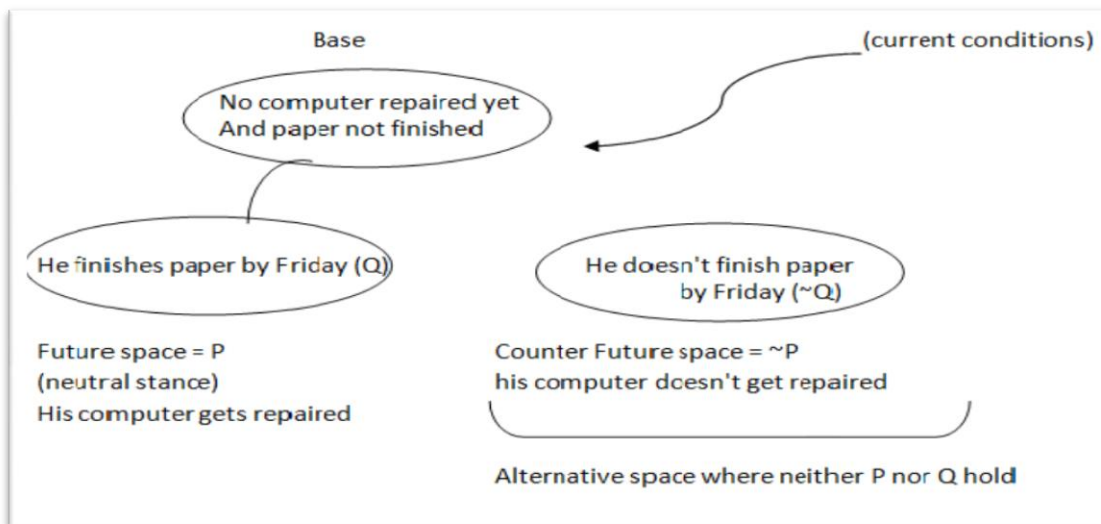 Base
(current conditions)
No computer repaired yet
And paper not finished
He finishes paper by Friday (Q)
He doesn't finish paper
by Friday (~Q)
Future space = P
(neutral stance)
His computer gets repaired
Counter Future space = ~P
his computer doesn't get repaired
Alternative space where neither P nor Q hold